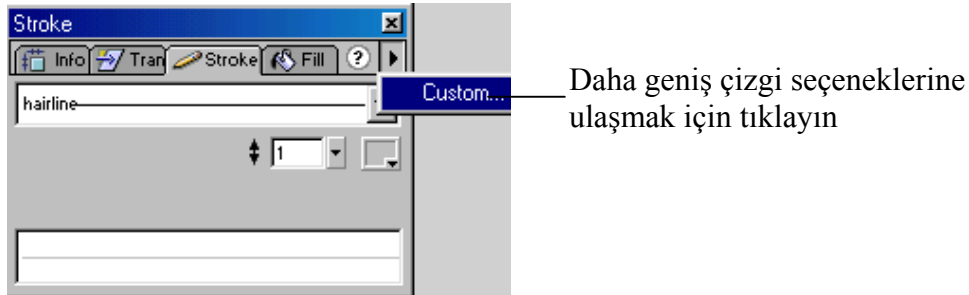 Stroke
Info Tran Stroke Fill ?
hairline
Custom...
1
Daha geniş çizgi seçeneklerine
ulaşmak için tıklayın